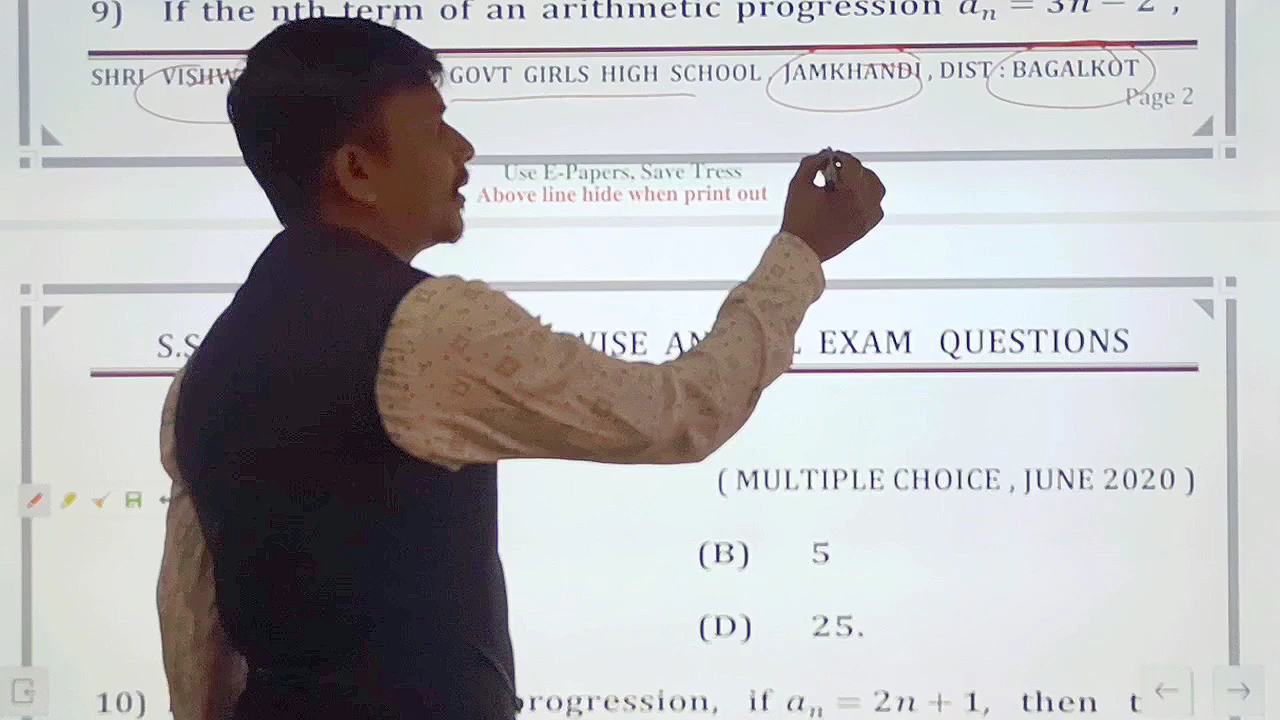 9) If the nth term of an arithmetic progression aₙ = 3n − 2 ,
SHRI GOVT GIRLS HIGH SCHOOL , JAMKHANDI , DIST : BAGALKOT
Page 2
Use E-Papers, Save Tress
Above line hide when print out
EXAM QUESTIONS
( MULTIPLE CHOICE , JUNE 2020 )
(B) 5
(D) 25.
10) progression, if aₙ = 2n + 1, then